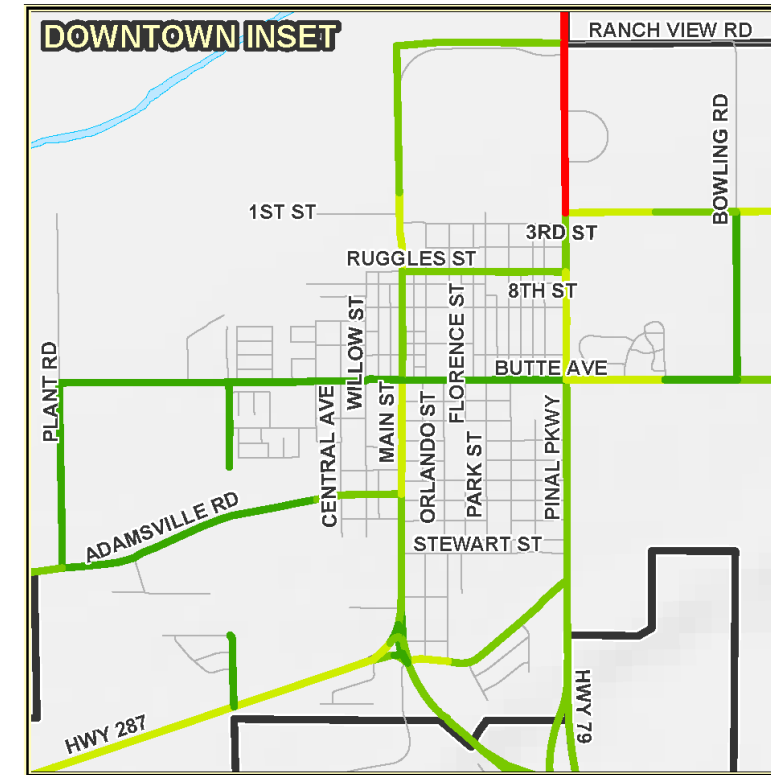 DOWNTOWN INSET
RANCH VIEW RD
BOWLING RD
1ST ST
3RD ST
RUGGLES ST
8TH ST
WILLOW ST
FLORENCE ST
PLANT RD
BUTTE AVE
CENTRAL AVE
MAIN ST
ORLANDO ST
PARK ST
PINAL PKWY
ADAMSVILLE RD
STEWART ST
HWY 287
HWY 79